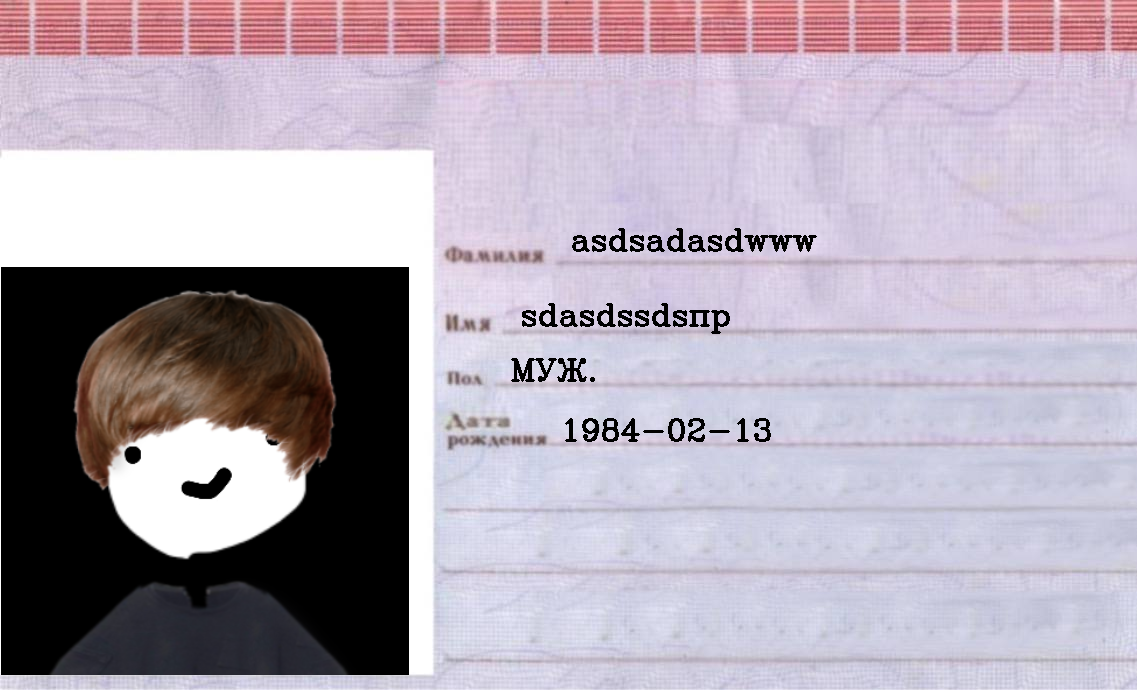 Фамилия asdsadasdwww
Имя sdasdssdsпр
Пол МУЖ.
Дата
рождения 1984-02-13